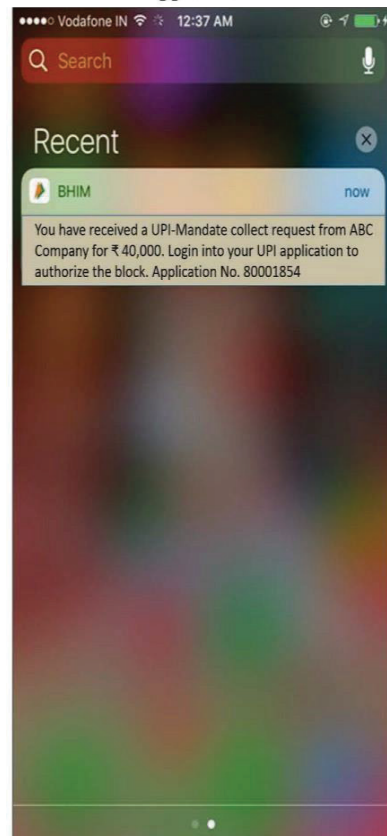 Vodafone IN 12:37 AM
Search
Recent
BHIM now
You have received a UPI-Mandate collect request from ABC
Company for ₹ 40,000. Login into your UPI application to
authorize the block. Application No. 80001854